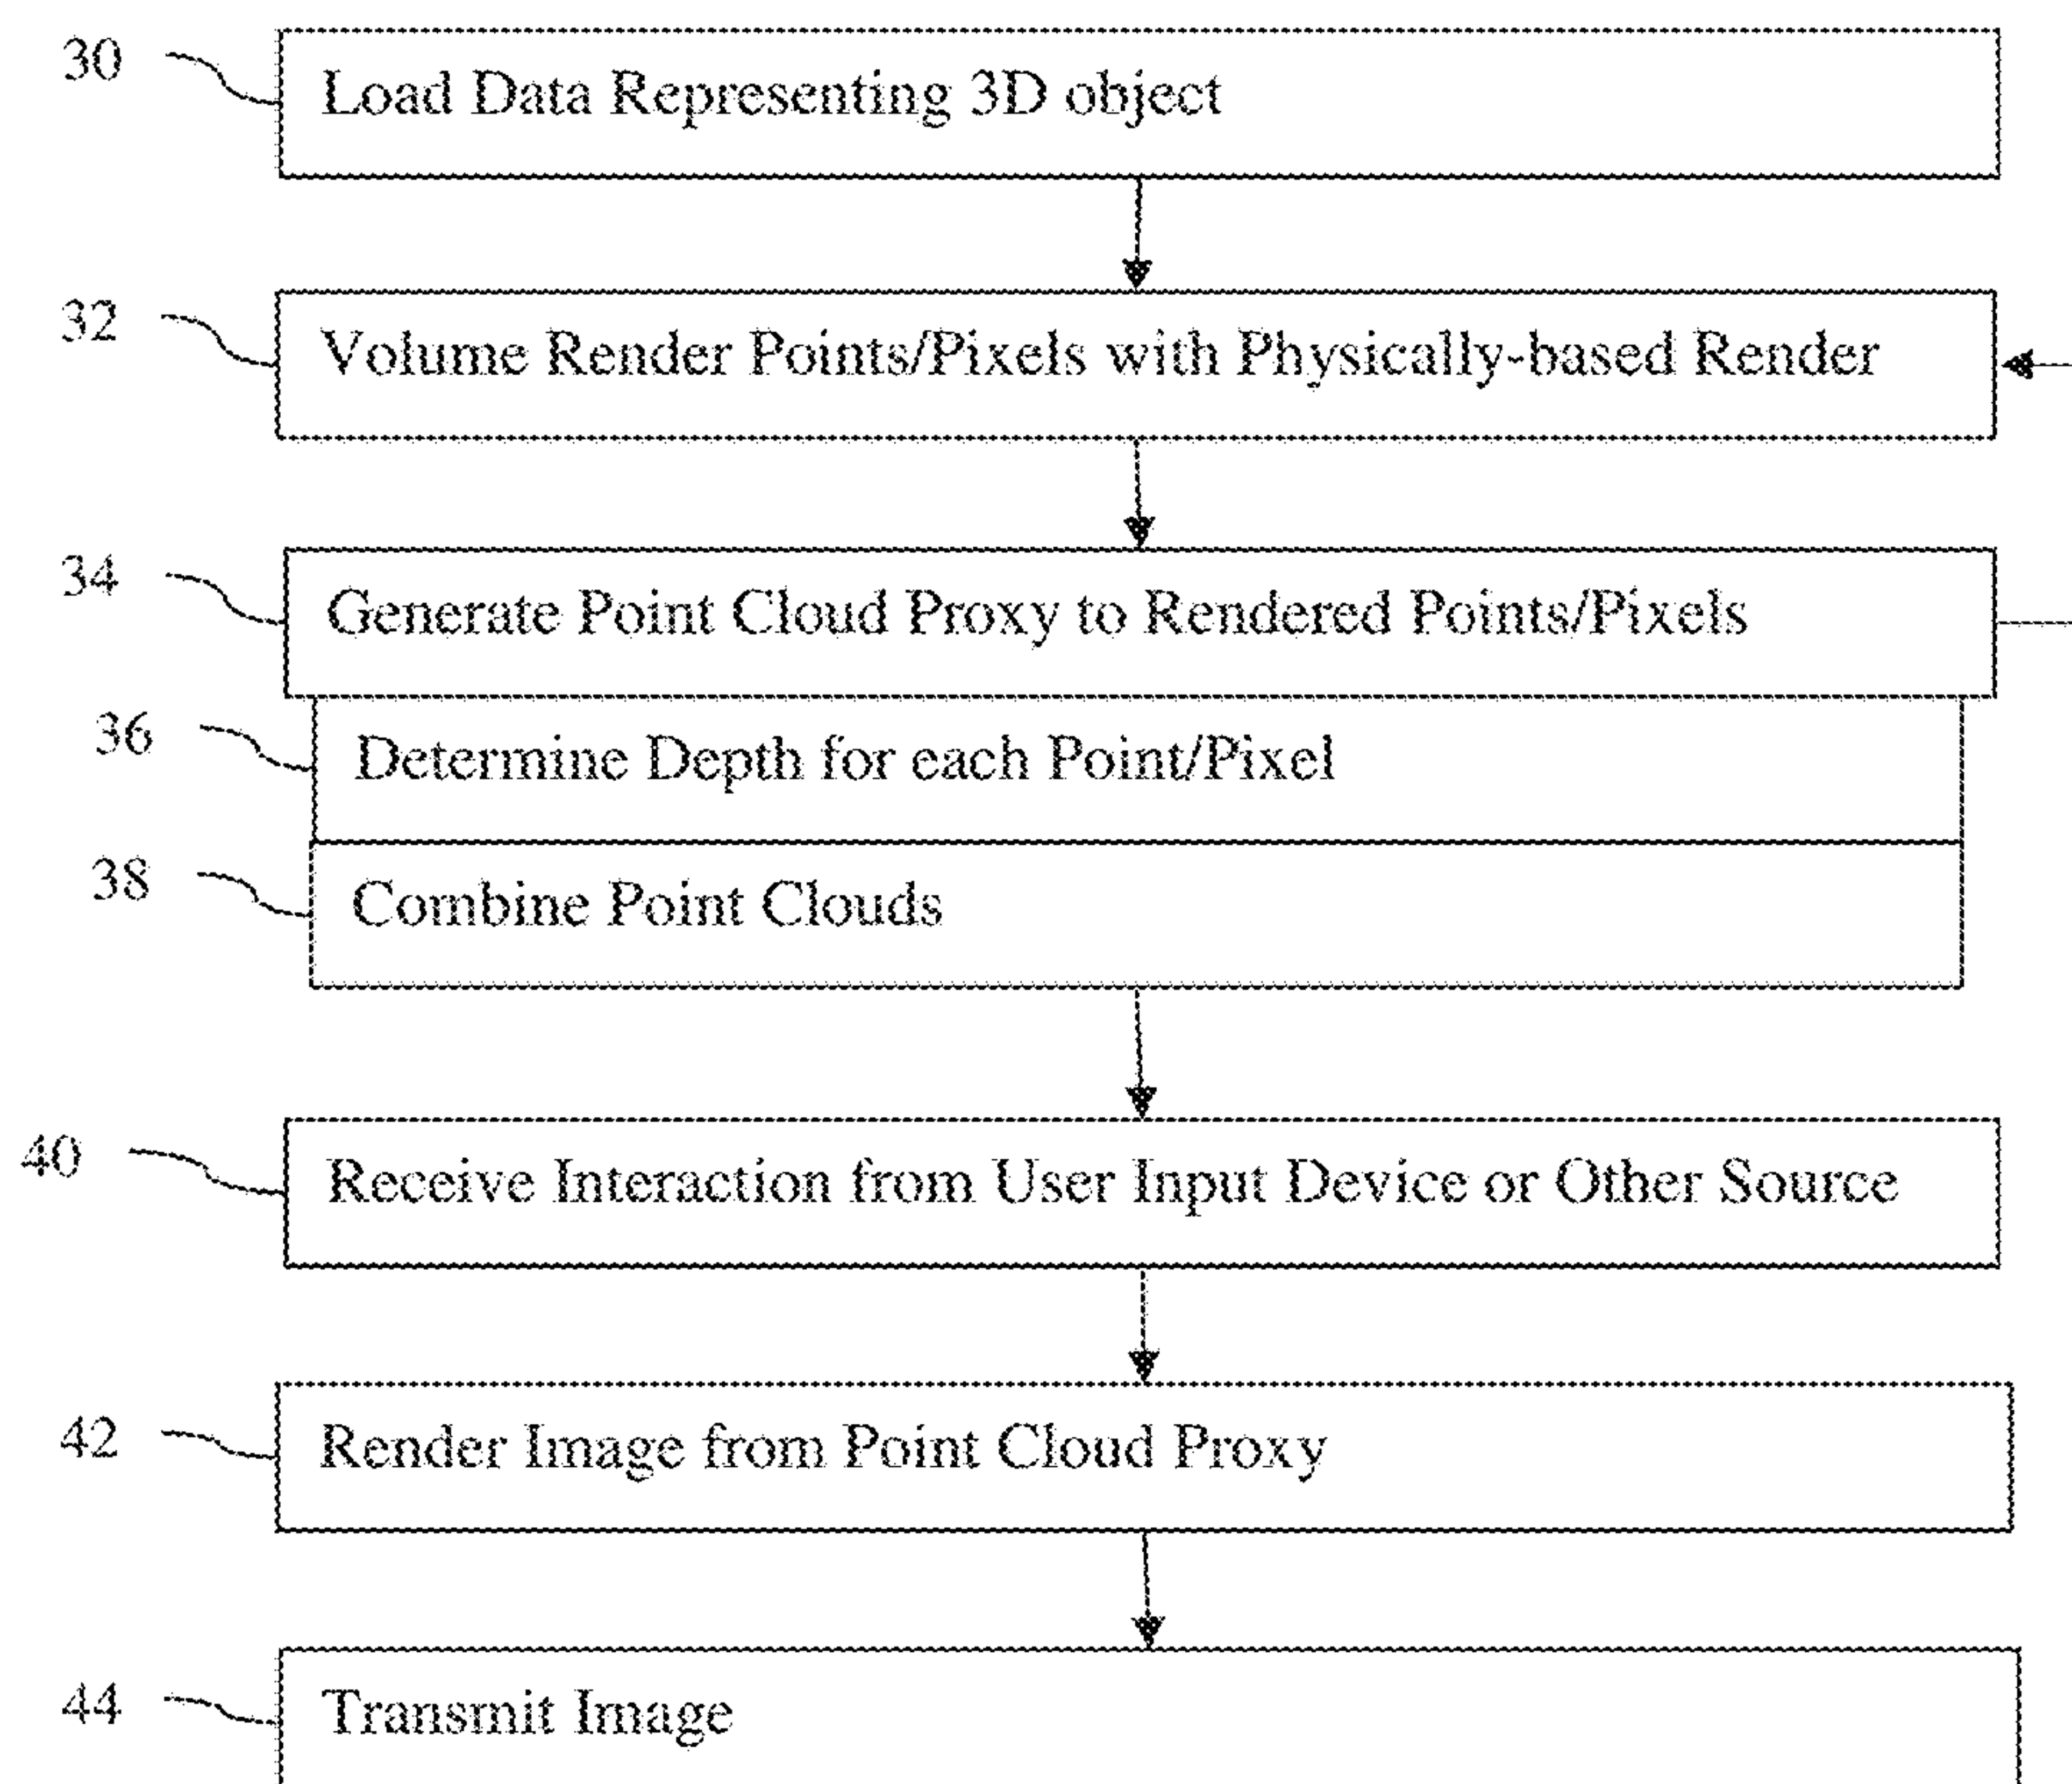 30 Load Data Representing 3D object
32 Volume Render Points/Pixels with Physically-based Render
34 Generate Point Cloud Proxy to Rendered Points/Pixels
36 Determine Depth for each Point/Pixel
38 Combine Point Clouds
40 Receive Interaction from User Input Device or Other Source
42 Render Image from Point Cloud Proxy
44 Transmit Image